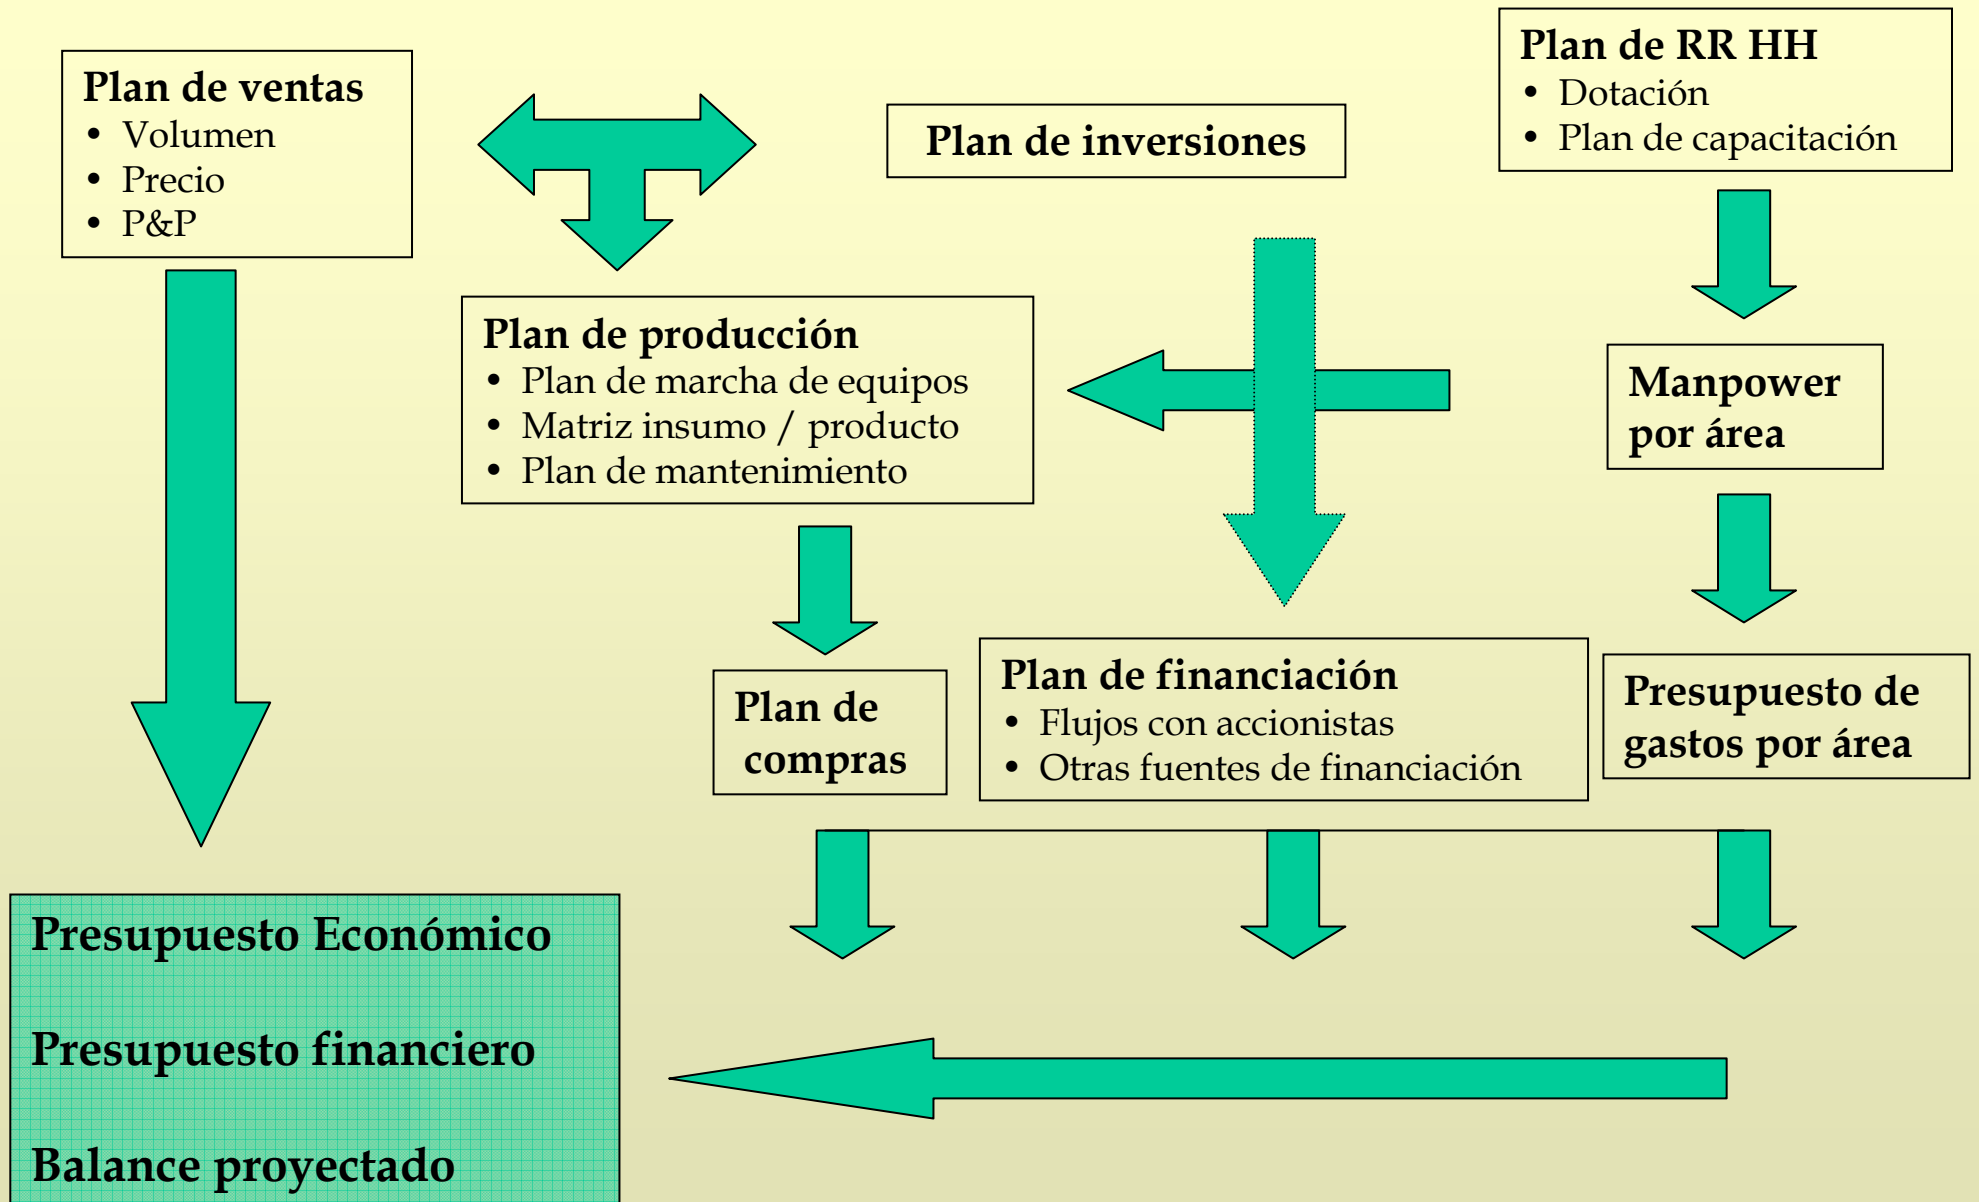 Plan de ventas
• Volumen
• Precio
• P&P
Plan de inversiones
Plan de RR HH
• Dotación
• Plan de capacitación
Plan de producción
• Plan de marcha de equipos
• Matriz insumo / producto
• Plan de mantenimiento
Manpower
por área
Plan de
compras
Plan de financiación
• Flujos con accionistas
• Otras fuentes de financiación
Presupuesto de
gastos por área
Presupuesto Económico
Presupuesto financiero
Balance proyectado